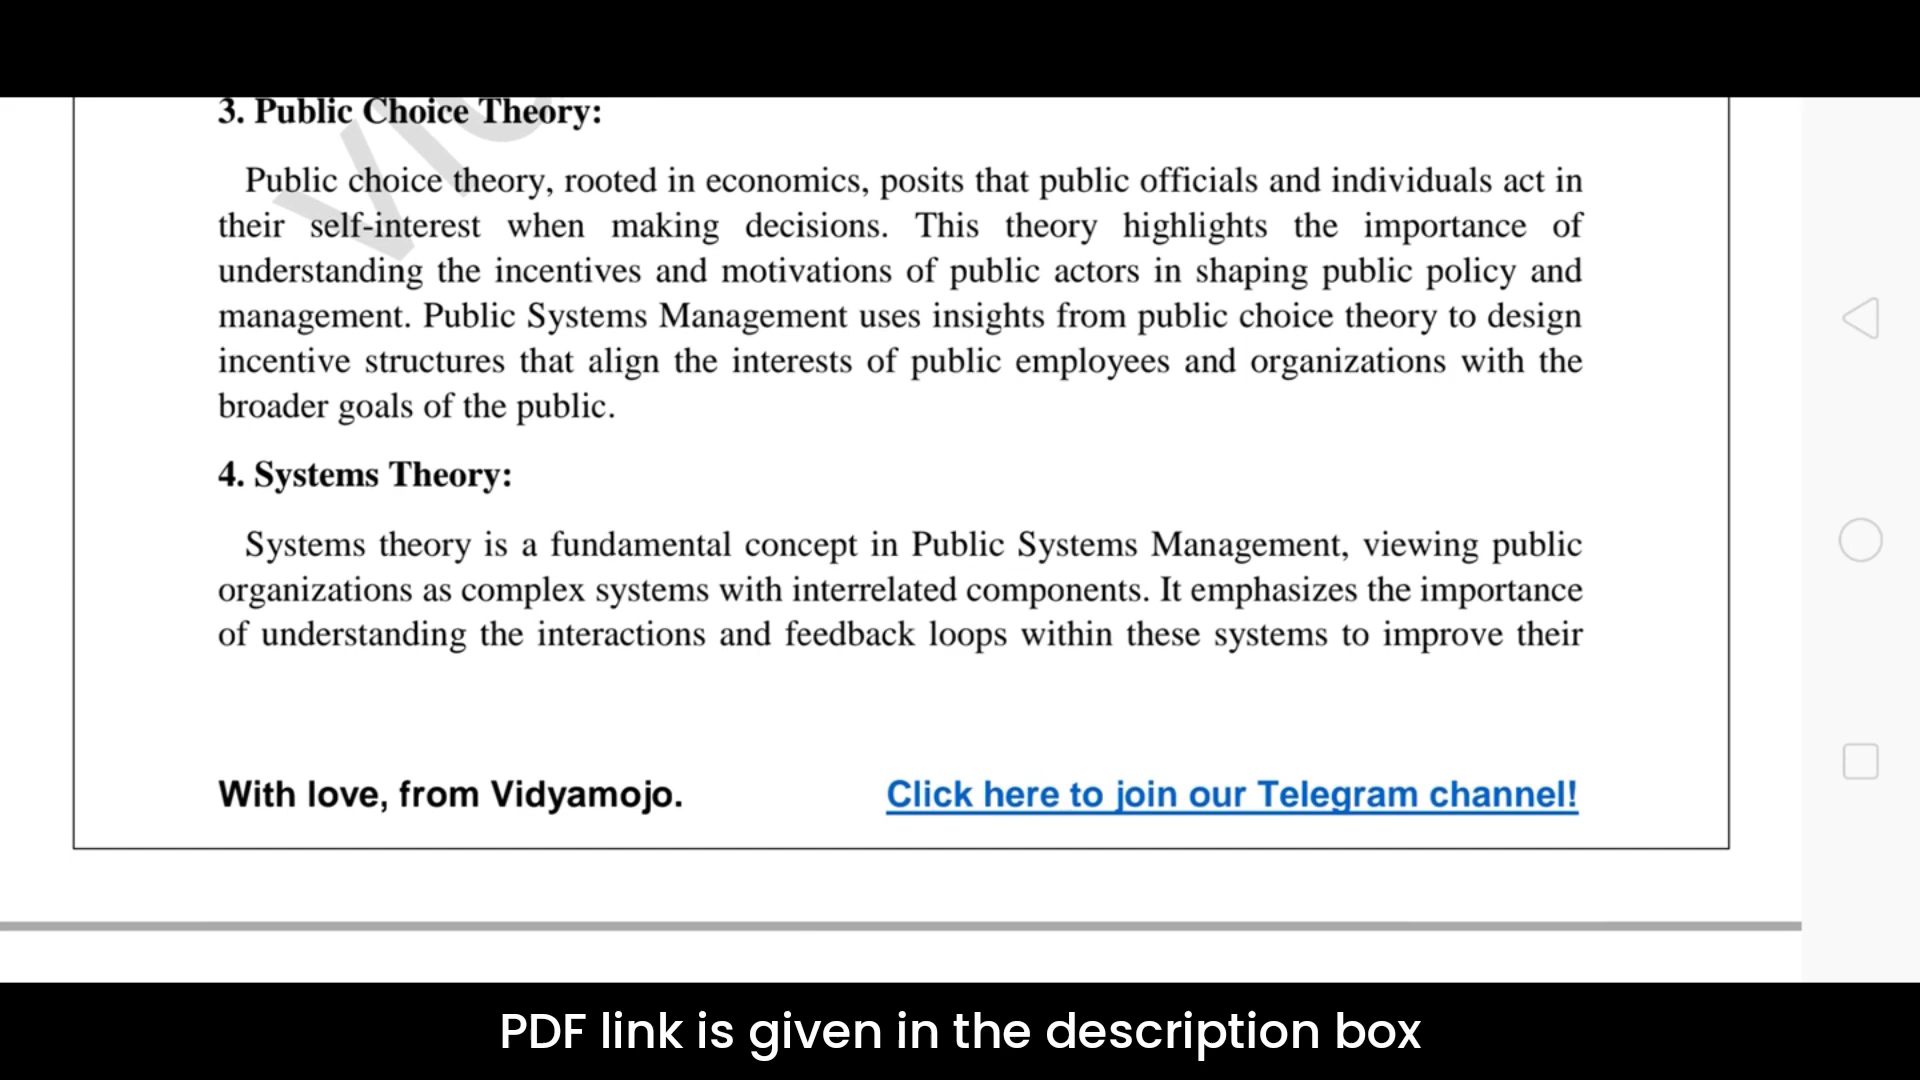 3. Public Choice Theory:
Public choice theory, rooted in economics, posits that public officials and individuals act in
their self-interest when making decisions. This theory highlights the importance of
understanding the incentives and motivations of public actors in shaping public policy and
management. Public Systems Management uses insights from public choice theory to design
incentive structures that align the interests of public employees and organizations with the
broader goals of the public.
4. Systems Theory:
Systems theory is a fundamental concept in Public Systems Management, viewing public
organizations as complex systems with interrelated components. It emphasizes the importance
of understanding the interactions and feedback loops within these systems to improve their
With love, from Vidyamojo.
Click here to join our Telegram channel!
PDF link is given in the description box